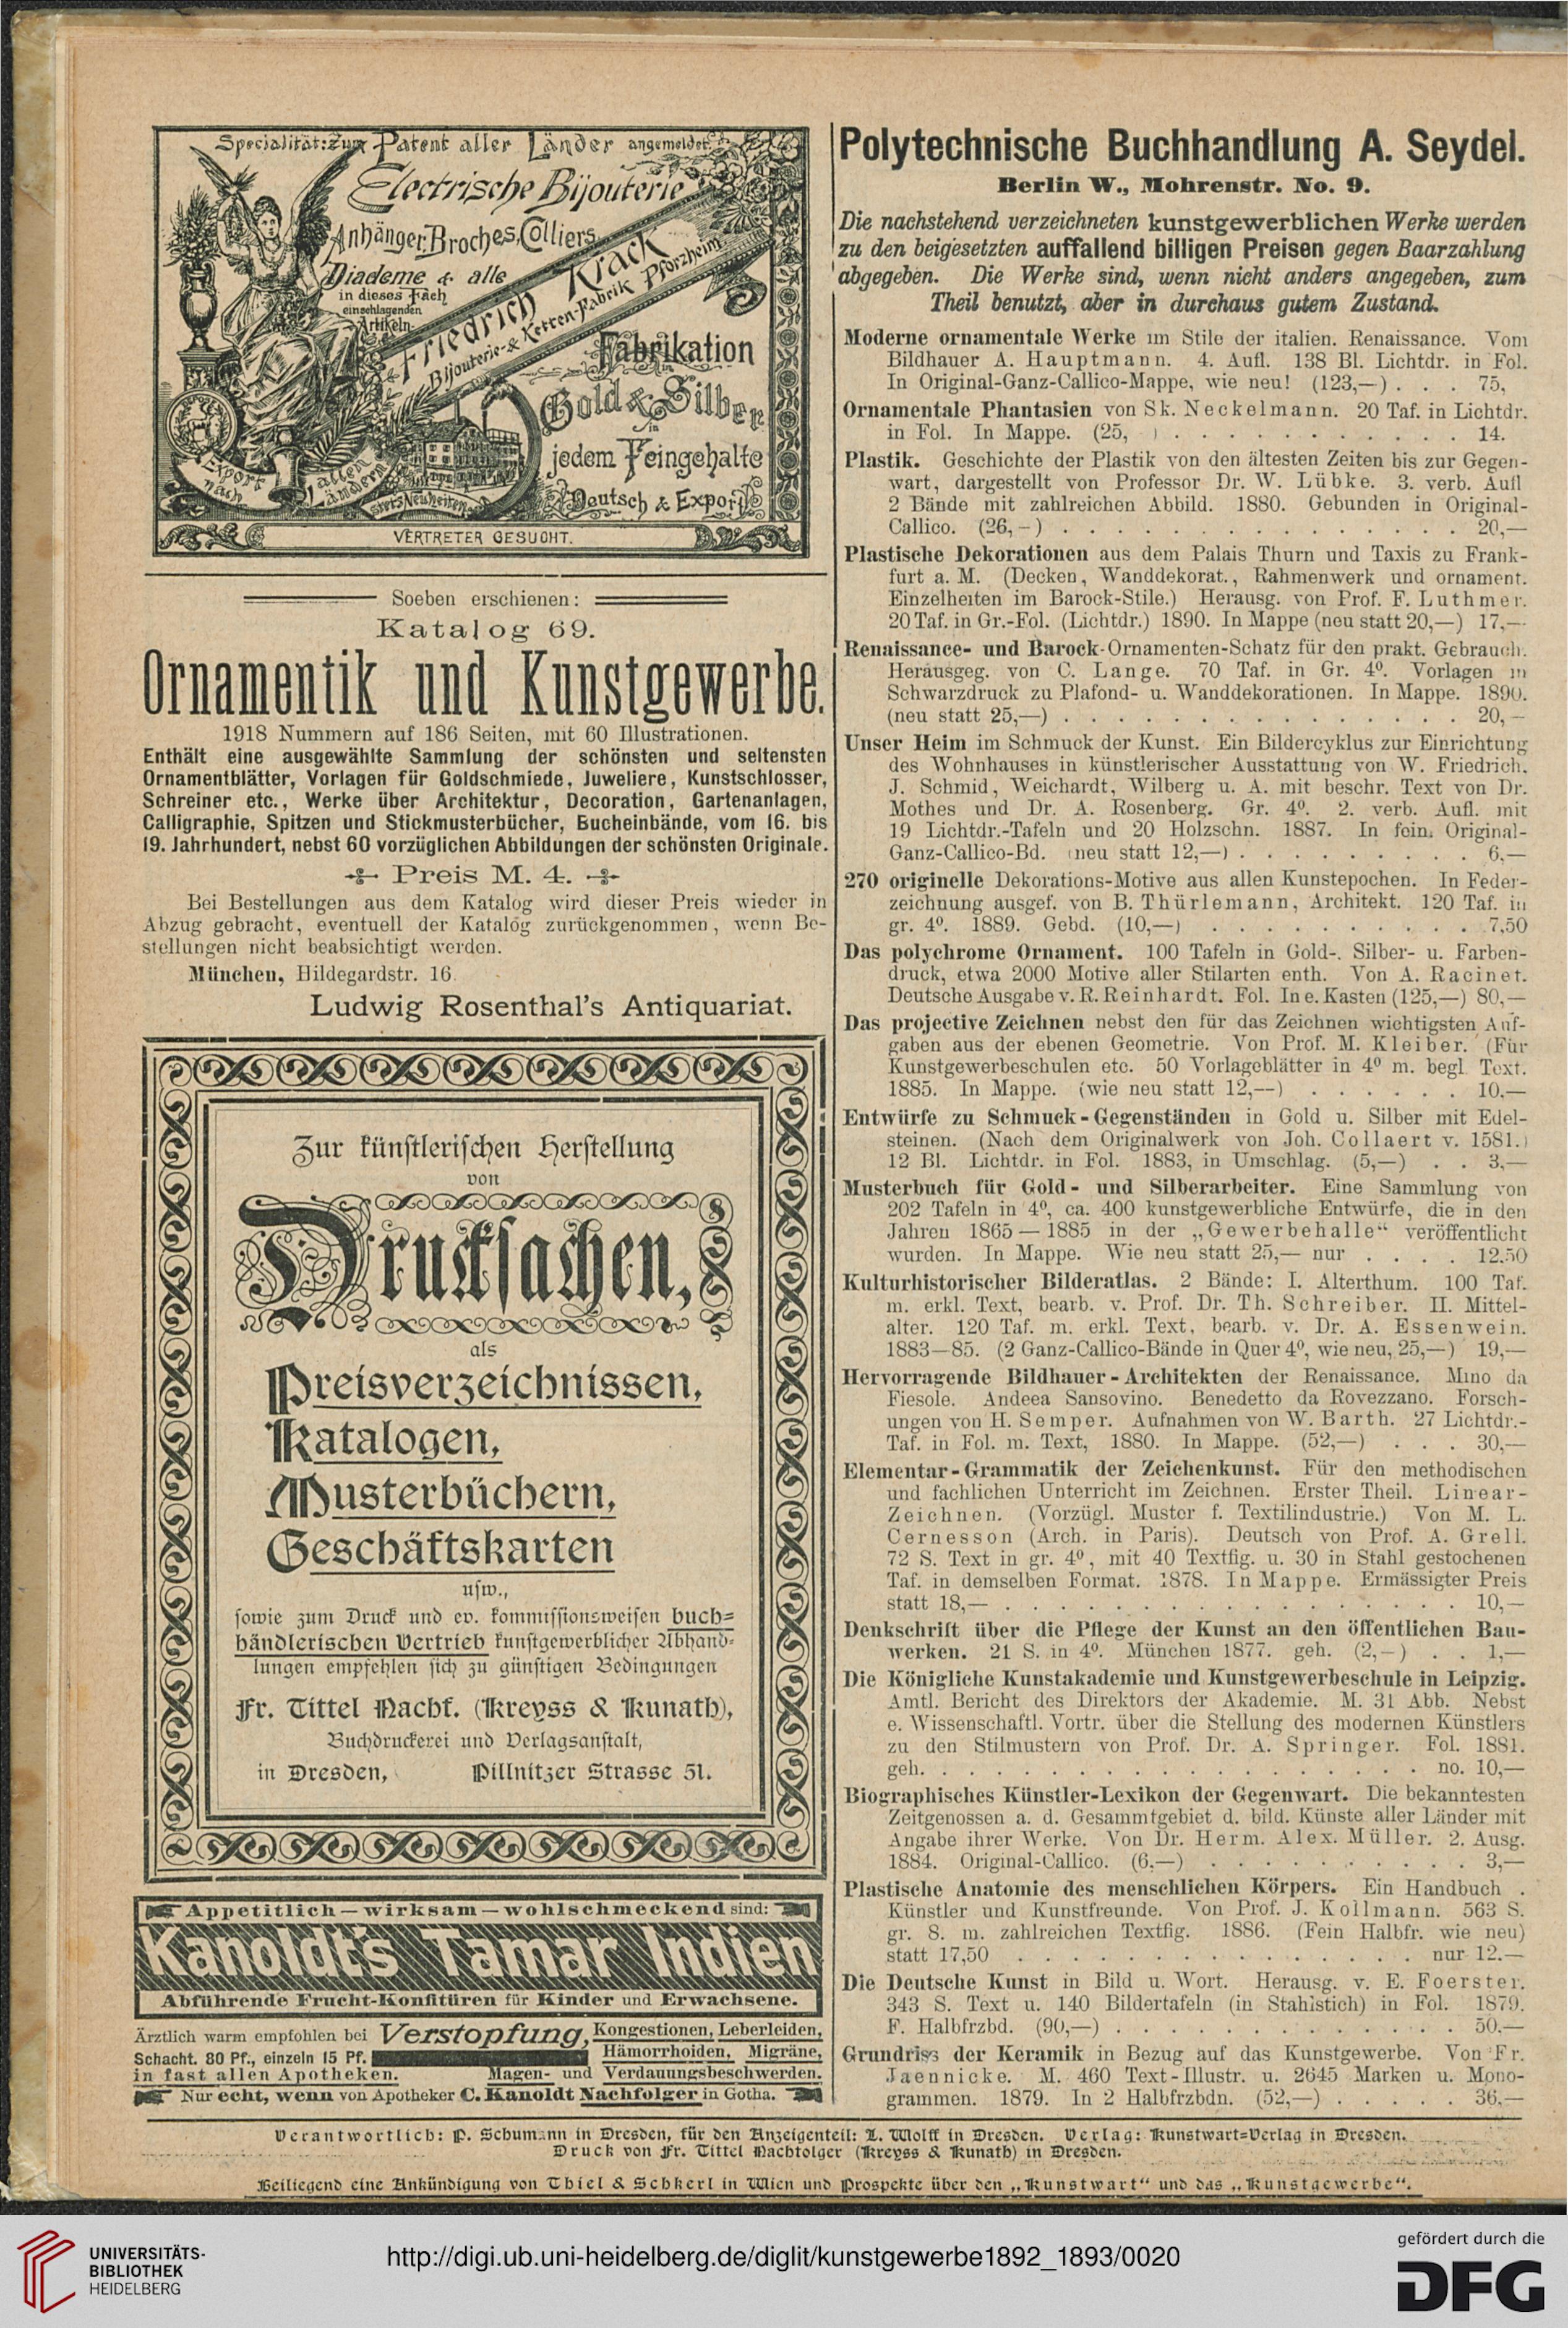 Specialität: Zum Patent aller Länder angemeldet.
Electrische Bijouterie
Anhänger, Broches, Colliers,
Diademe & alle
in dieses Fach
einschlagenden
Artikeln
Friedrich Krack
Bijouterie- & Ketten-Fabrik Pforzheim
Fabrikation
in
Gold & Silber
in
jedem Feingehalte
Deutsch & Export
Export
nach
allen
Ländern
stets Neuheiten
VERTRETER GESUCHT.
Soeben erschienen:
Katalog 69.
Ornamentik und Kunstgewerbe.
1918 Nummern auf 186 Seiten, mit 60 Illustrationen.
Enthält eine ausgewählte Sammlung der schönsten und seltensten
Ornamentblätter, Vorlagen für Goldschmiede, Juweliere, Kunstschlosser,
Schreiner etc., Werke über Architektur, Decoration, Gartenanlagen,
Calligraphie, Spitzen und Stickmusterbücher, Bucheinbände, vom 16. bis
19. Jahrhundert, nebst 60 vorzüglichen Abbildungen der schönsten Originale.
Preis M. 4.
Bei Bestellungen aus dem Katalog wird dieser Preis wieder in
Abzug gebracht, eventuell der Katalog zurückgenommen, wenn Be-
stellungen nicht beabsichtigt werden.
München, Hildegardstr. 16
Ludwig Rosenthal's Antiquariat.
Zur künstlerischen Herstellung
von
Drucksachen,
als
Preisverzeichnissen,
Katalogen,
Musterbüchern,
Geschäftskarten
usw.,
sowie zum Druck und ev. kommissionsweisen buch-
händlerischen Vertrieb kunstgewerblicher Abhand-
lungen empfehlen sich zu günstigen Bedingungen
Fr. Tittel Nachf. (Kreyss & Kunath),
Buchdruckerei und Verlagsanstalt,
in Dresden, Pillnitzer Strasse 51.
Appetitlich — wirksam — wohlschmeckend sind:
Kanoldt's Tamar Indien
Abführende Frucht-Konfitüren für Kinder und Erwachsene.
Ärztlich warm empfohlen bei Verstopfung, Kongestionen, Leberleiden,
Schacht. 80 Pf., einzeln 15 Pf. Hämorrhoiden, Migräne,
in fast allen Apotheken. Magen- und Verdauungsbeschwerden.
Nur echt, wenn von Apotheker C. Kanoldt Nachfolger in Gotha.
Polytechnische Buchhandlung A. Seydel.
Berlin W., Mohrenstr. No. 9.
Die nachstehend verzeichneten kunstgewerblichen Werke werden
zu den beigesetzten auffallend billigen Preisen gegen Baarzahlung
abgegeben. Die Werke sind, wenn nicht anders angegeben, zum
Theil benutzt, aber in durchaus gutem Zustand.
Moderne ornamentale Werke im Stile der italien. Renaissance. Vom
Bildhauer A. Hauptmann. 4. Aufl. 138 Bl. Lichtdr. in Fol.
In Original-Ganz-Callico-Mappe, wie neu! (123,—) . . . 75,
Ornamentale Phantasien von Sk. Neckelmann. 20 Taf. in Lichtdr.
in Fol. In Mappe. (25, ) . . . . . . . . . . . 14.
Plastik. Geschichte der Plastik von den ältesten Zeiten bis zur Gegen-
wart, dargestellt von Professor Dr. W. Lübke. 3. verb. Aufl
2 Bände mit zahlreichen Abbild. 1880. Gebunden in Original-
Callico. (26,-) . . . . . . . . . . . . . . . 20,—
Plastische Dekorationen aus dem Palais Thurn und Taxis zu Frank-
furt a. M. (Decken, Wanddekorat., Rahmenwerk und ornament.
Einzelheiten im Barock-Stile.) Herausg. von Prof. F. Luthmer.
20 Taf. in Gr.-Fol. (Lichtdr.) 1890. In Mappe (neu statt 20,—) 17,—
Renaissance- und Barock-Ornamenten-Schatz für den prakt. Gebrauch.
Herausgeg. von C. Lange. 70 Taf. in Gr. 4⁰. Vorlagen in
Schwarzdruck zu Plafond- u. Wanddekorationen. In Mappe. 1890.
(neu statt 25,—) . . . . . . . . . . . . . . . 20,-
Unser Heim im Schmuck der Kunst. Ein Bildercyklus zur Einrichtung
des Wohnhauses in künstlerischer Ausstattung von W. Friedrich,
J. Schmid, Weichardt, Wilberg u. A. mit beschr. Text von Dr.
Mothes und Dr. A. Rosenberg. Gr. 4⁰. 2. verb. Aufl. mit
19 Lichtdr.-Tafeln und 20 Holzschn. 1887. In fein. Original-
Ganz-Callico-Bd. (neu statt 12,—) . . . . . . . . . 6,—
270 originelle Dekorations-Motive aus allen Kunstepochen. In Feder-
zeichnung ausgef. von B. Thürlemann, Architekt. 120 Taf. in
gr. 4⁰. 1889. Gebd. (10,—) . . . . . . . . . . 7,50
Das polychrome Ornament. 100 Tafeln in Gold-, Silber- u. Farben-
druck, etwa 2000 Motive aller Stilarten enth. Von A. Racinet.
Deutsche Ausgabe v. R. Reinhardt. Fol. In e. Kasten (125,—) 80,—
Das projective Zeichnen nebst den für das Zeichnen wichtigsten Auf-
gaben aus der ebenen Geometrie. Von Prof. M. Kleiber. (Für
Kunstgewerbeschulen etc. 50 Vorlageblätter in 4⁰ m. begl. Text.
1885. In Mappe. (wie neu statt 12,—) . . . . . . 10.—
Entwürfe zu Schmuck-Gegenständen in Gold u. Silber mit Edel-
steinen. (Nach dem Originalwerk von Joh. Collaert v. 1581.)
12 Bl. Lichtdr. in Fol. 1883, in Umschlag. (5,—) . . 3,—
Musterbuch für Gold- und Silberarbeiter. Eine Sammlung von
202 Tafeln in 4⁰, ca. 400 kunstgewerbliche Entwürfe, die in den
Jahren 1865—1885 in der „Gewerbehalle“ veröffentlicht
wurden. In Mappe. Wie neu statt 25,— nur . . . . 12.50
Kulturhistorischer Bilderatlas. 2 Bände: I. Alterthum. 100 Taf.
m. erkl. Text, bearb. v. Prof. Dr. Th. Schreiber. II. Mittel-
alter. 120 Taf. m. erkl. Text, bearb. v. Dr. A. Essenwein.
1883—85. (2 Ganz-Callico-Bände in Quer 4⁰, wie neu, 25,—) 19,—
Hervorragende Bildhauer-Architekten der Renaissance. Mino da
Fiesole. Andeea Sansovino. Benedetto da Rovezzano. Forsch-
ungen von H. Semper. Aufnahmen von W. Barth. 27 Lichtdr.-
Taf. in Fol. m. Text, 1880. In Mappe. (52,—) . . . 30,—
Elementar-Grammatik der Zeichenkunst. Für den methodischen
und fachlichen Unterricht im Zeichnen. Erster Theil. Linear-
Zeichnen. (Vorzügl. Muster f. Textilindustrie.) Von M. L.
Cernesson (Arch. in Paris). Deutsch von Prof. A. Grell.
72 S. Text in gr. 4⁰, mit 40 Textfig. u. 30 in Stahl gestochenen
Taf. in demselben Format. 1878. In Mappe. Ermässigter Preis
statt 18,— . . . . . . . . . . . . . . . . . 10,—
Denkschrift über die Pflege der Kunst an den öffentlichen Bau-
werken. 21 S. in 4⁰. München 1877. geh. (2,-) . . 1,—
Die Königliche Kunstakademie und Kunstgewerbeschule in Leipzig.
Amtl. Bericht des Direktors der Akademie. M. 31 Abb. Nebst
e. Wissenschaftl. Vortr. über die Stellung des modernen Künstlers
zu den Stilmustern von Prof. Dr. A. Springer. Fol. 1881.
geh. . . . . . . . . . . . . . . . . . . no. 10,—
Biographisches Künstler-Lexikon der Gegenwart. Die bekanntesten
Zeitgenossen a. d. Gesammtgebiet d. bild. Künste aller Länder mit
Angabe ihrer Werke. Von Dr. Herm. Alex. Müller. 2. Ausg.
1884. Original-Callico. (6.—) . . . . . . . . . . . 3,—
Plastische Anatomie des menschlichen Körpers. Ein Handbuch .
Künstler und Kunstfreunde. Von Prof. J. Kollmann. 563 S.
gr. 8. m. zahlreichen Textfig. 1886. (Fein Halbfr. wie neu)
statt 17,50 . . . . . . . . . . . . . . . nur 12.—
Die Deutsche Kunst in Bild u. Wort. Herausg. v. E. Foerster.
343 S. Text u. 140 Bildertafeln (in Stahlstich) in Fol. 1879.
F. Halbfrzbd. (90,—) . . . . . . . . . . . . . 50.—
Grundriss der Keramik in Bezug auf das Kunstgewerbe. Von Fr.
Jaennicke. M. 460 Text-Illustr. u. 2645 Marken u. Mono-
grammen. 1879. In 2 Halbfrzbdn. (52,—) . . . . . 36.—
Verantwortlich: P. Schumann in Dresden, für den Anzeigenteil: L. Wolff in Dresden. Verlag: Kunstwart-Verlag in Dresden.
Druck von Fr. Tittel Nachfolger (Kreyss & Kunath) in Dresden.
Beiliegend eine Ankündigung von Thiel & Schkerl in Wien und Prospekte über den „Kunstwart“ und das „Kunstgewerbe“.
UNIVERSITÄTS-
BIBLIOTHEK
HEIDELBERG
http://digi.ub.uni-heidelberg.de/diglit/kunstgewerbe1892_1893/0020
gefördert durch die
DFG